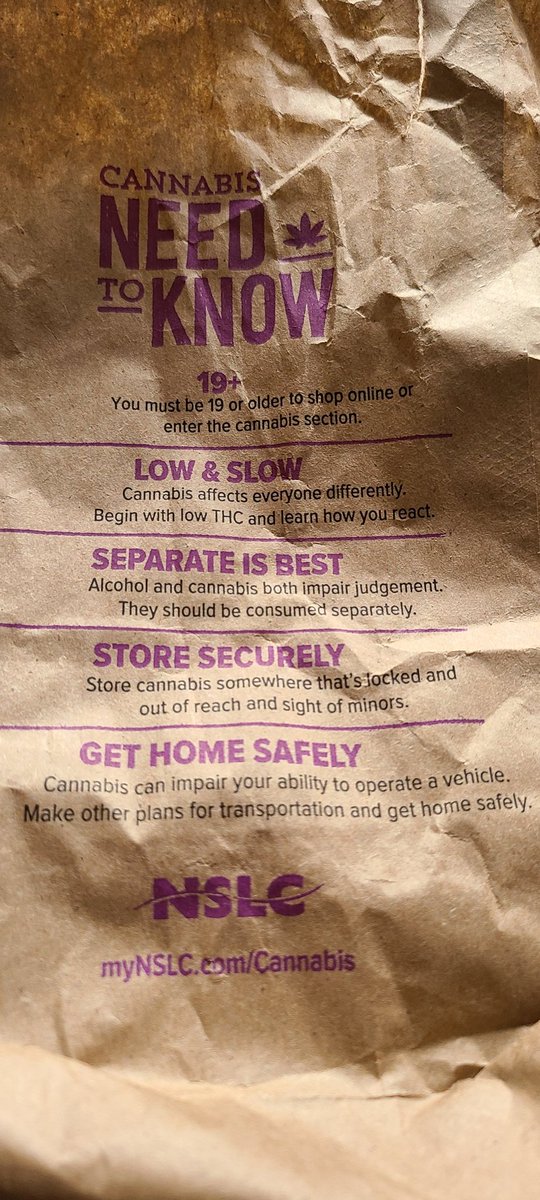 CANNABIS
NEED
TO KNOW
19+
You must be 19 or older to shop online or
enter the cannabis section.
LOW & SLOW
Cannabis affects everyone differently.
Begin with low THC and learn how you react.
SEPARATE IS BEST
Alcohol and cannabis both impair judgement.
They should be consumed separately.
STORE SECURELY
Store cannabis somewhere that's locked and
out of reach and sight of minors.
GET HOME SAFELY
Cannabis can impair your ability to operate a vehicle.
Make other plans for transportation and get home safely.
NSLC
myNSLC.com/Cannabis